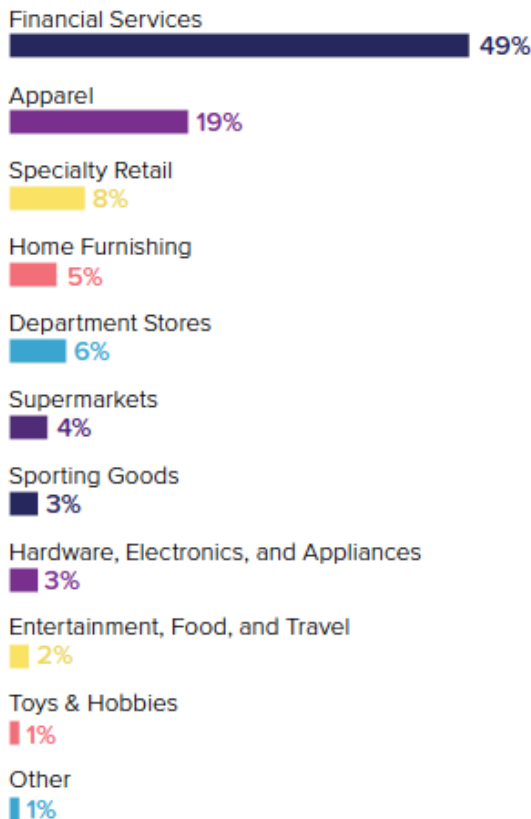 Financial Services
49%
Apparel
19%
Specialty Retail
8%
Home Furnishing
5%
Department Stores
6%
Supermarkets
4%
Sporting Goods
3%
Hardware, Electronics, and Appliances
3%
Entertainment, Food, and Travel
2%
Toys & Hobbies
1%
Other
1%